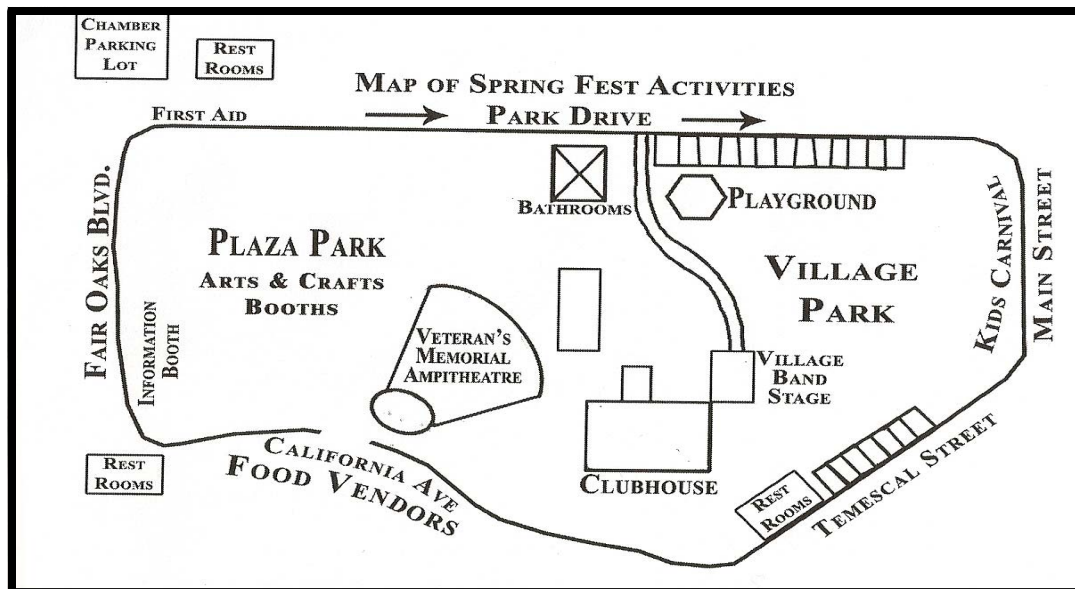 CHAMBER
PARKING
LOT
REST
ROOMS
MAP OF SPRING FEST ACTIVITIES
FIRST AID
PARK DRIVE
BATHROOMS
PLAYGROUND
FAIR OAKS BLVD.
PLAZA PARK
ARTS & CRAFTS
BOOTHS
VILLAGE
PARK
KIDS CARNIVAL
MAIN STREET
INFORMATION
BOOTH
VETERAN'S
MEMORIAL
AMPITHEATRE
VILLAGE
BAND
STAGE
REST
ROOMS
CALIFORNIA AVE
FOOD VENDORS
CLUBHOUSE
REST
ROOMS
TEMESCAL STREET